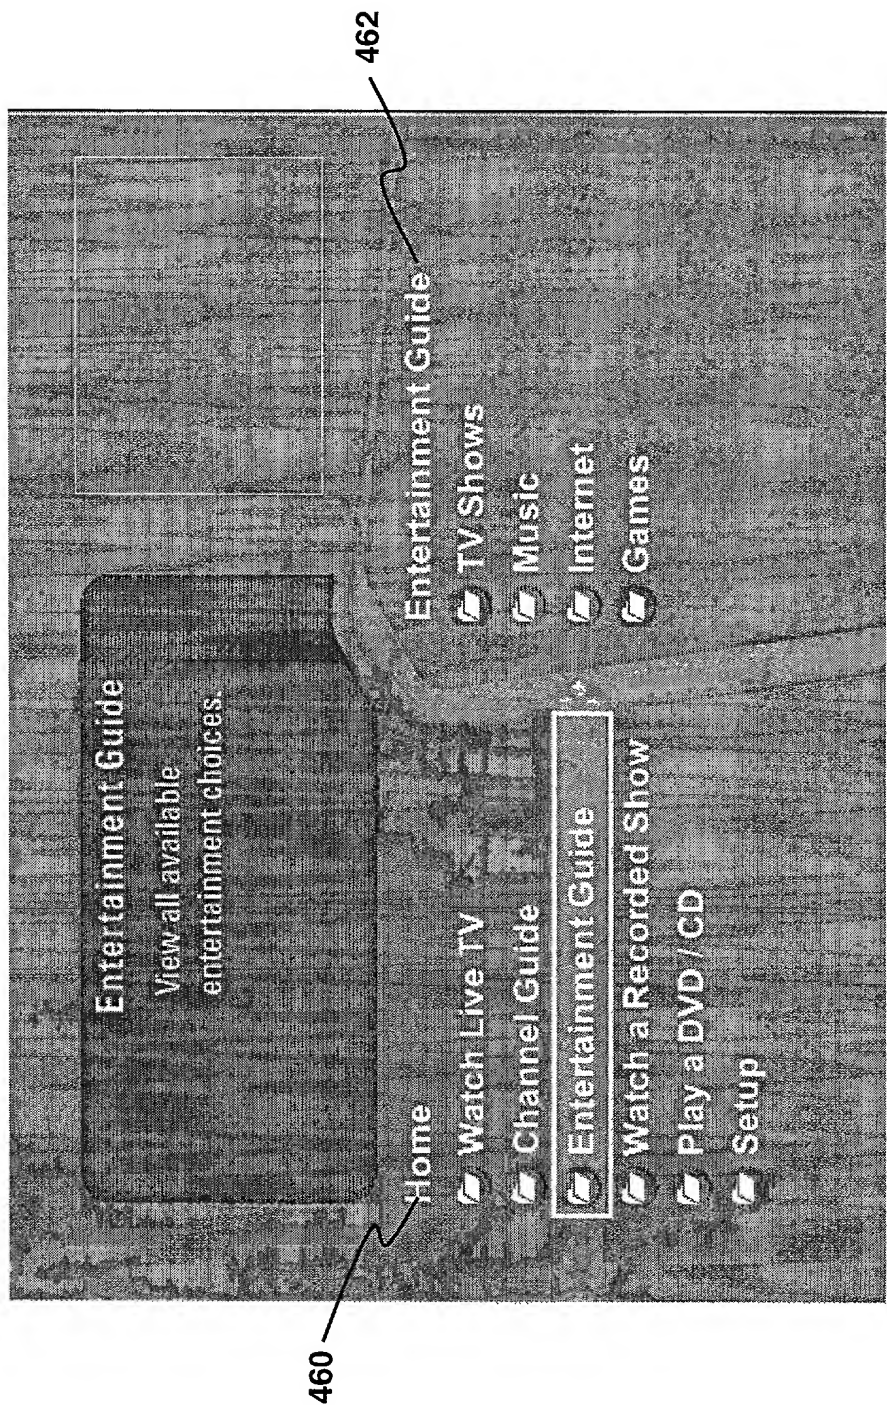 Entertainment Guide
View all available
entertainment choices.
460
Home
Watch Live TV
Channel Guide
Entertainment Guide
Watch a Recorded Show
Play a DVD / CD
Setup
462
Entertainment Guide
TV Shows
Music
Internet
Games